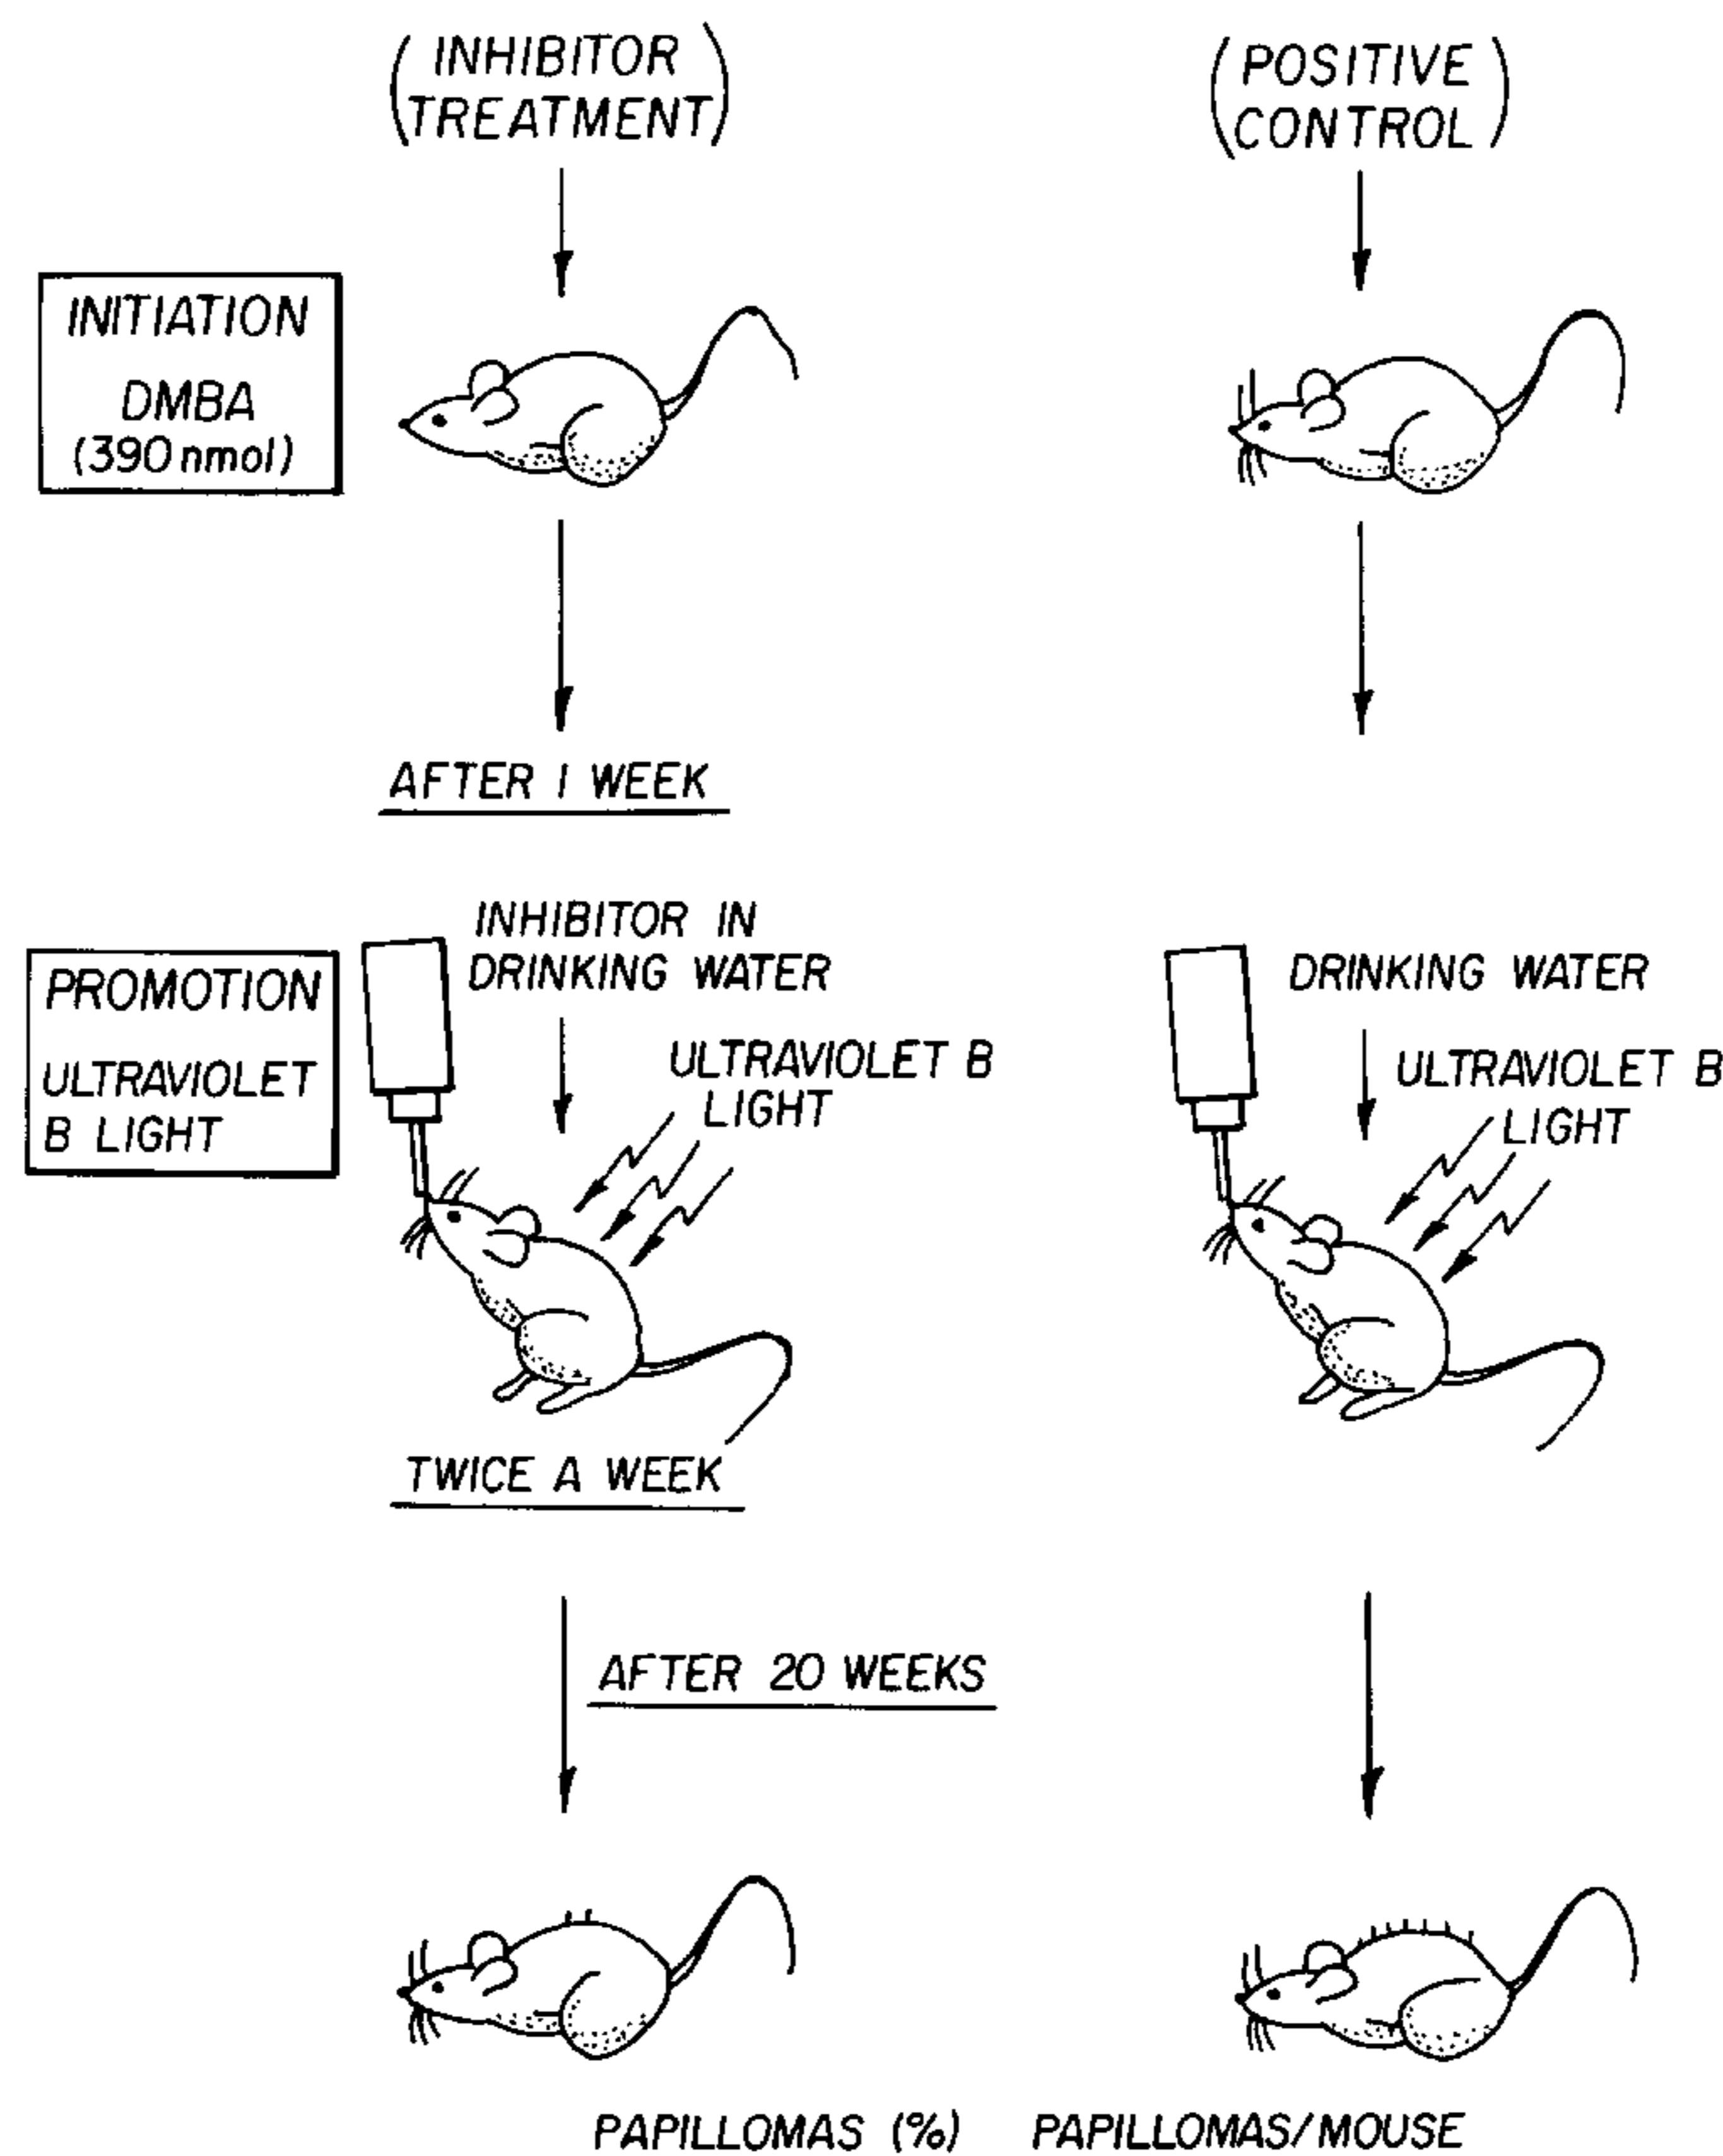 (INHIBITOR
TREATMENT)
(POSITIVE
CONTROL)
INITIATION
DMBA
(390 nmol)
AFTER 1 WEEK
PROMOTION
ULTRAVIOLET
B LIGHT
INHIBITOR IN
DRINKING WATER
ULTRAVIOLET B
LIGHT
DRINKING WATER
ULTRAVIOLET B
LIGHT
TWICE A WEEK
AFTER 20 WEEKS
PAPILLOMAS (%)
PAPILLOMAS/MOUSE